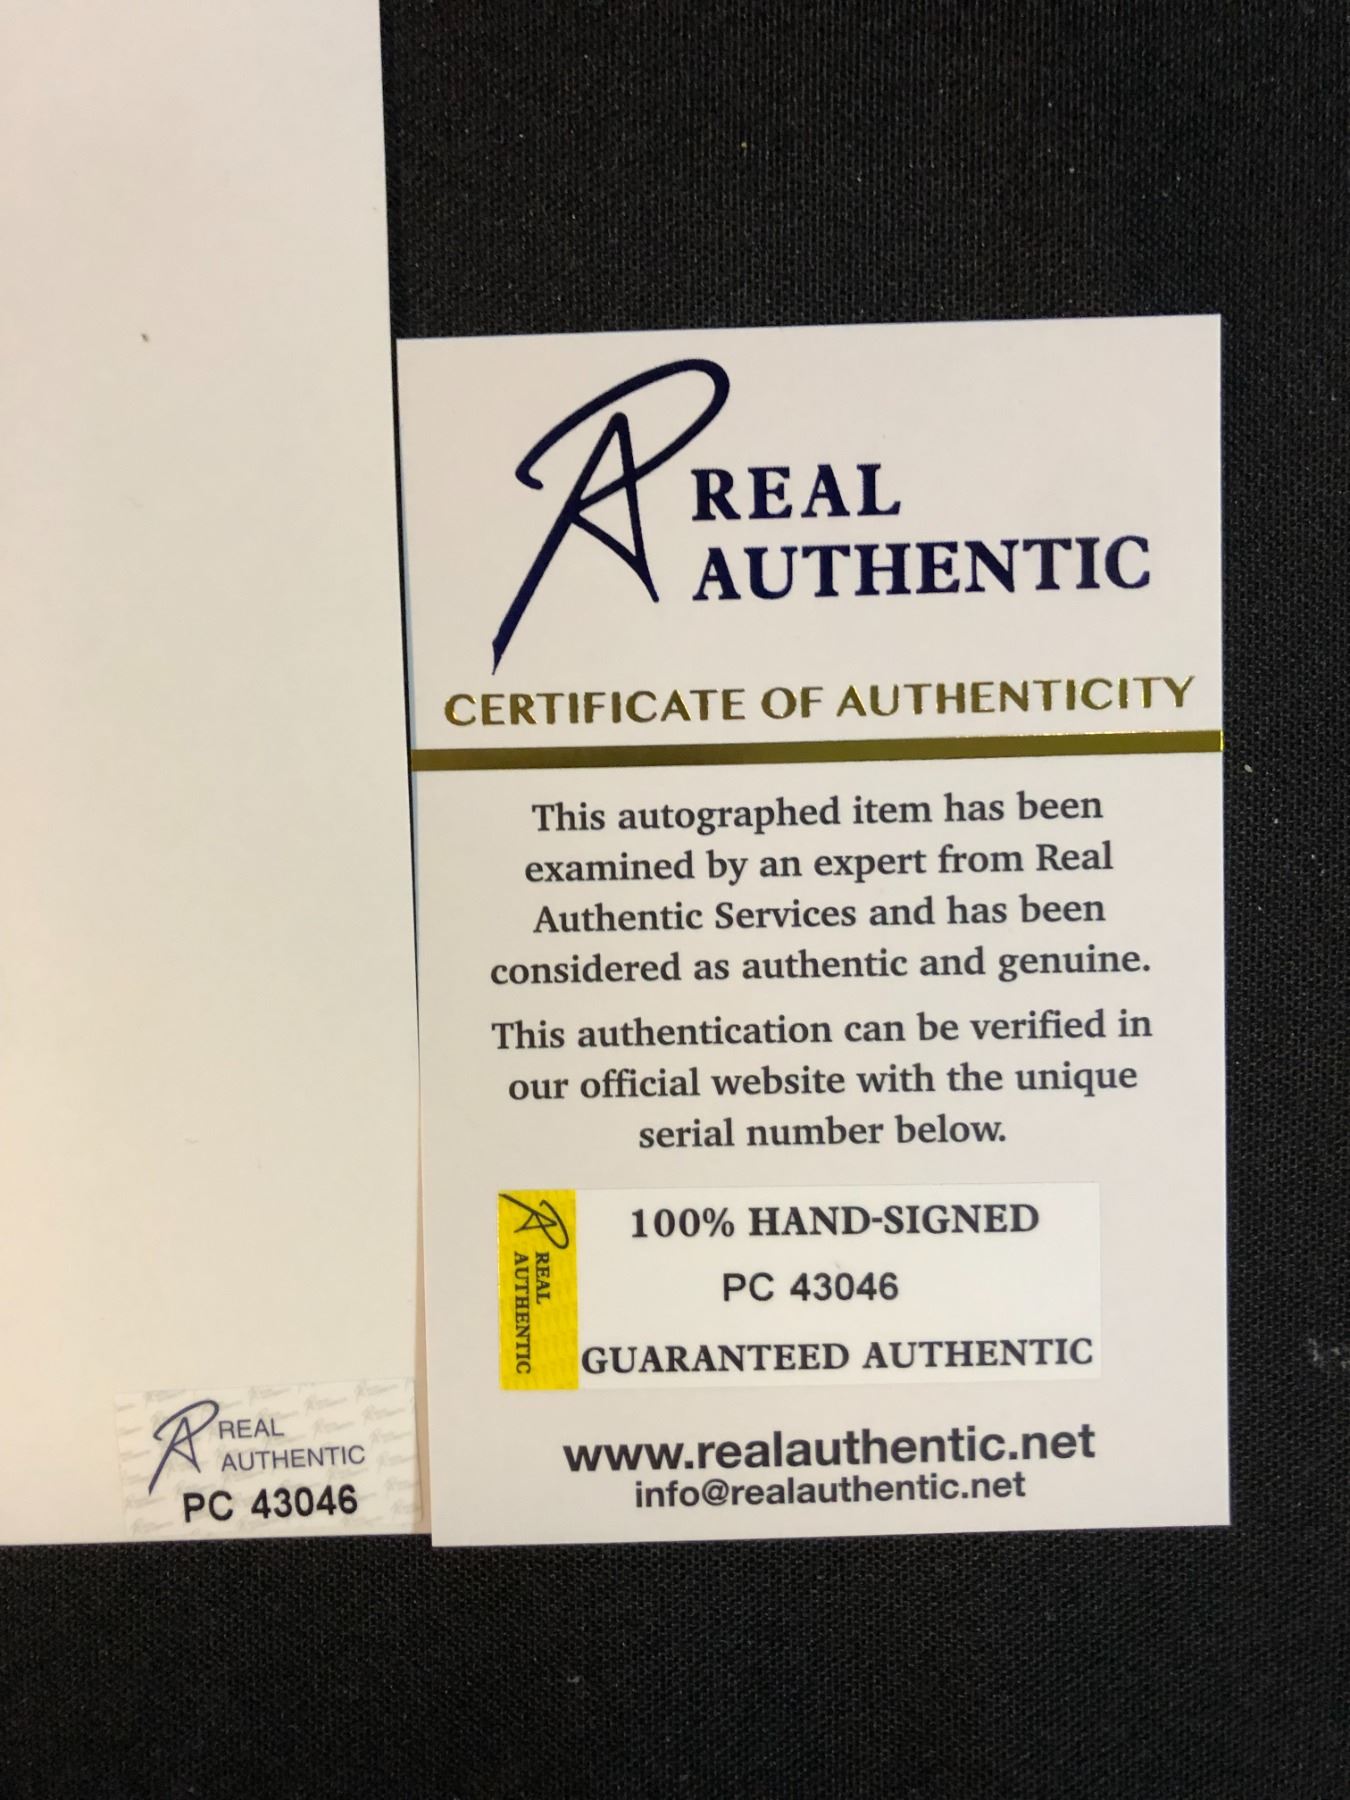 REAL
AUTHENTIC
CERTIFICATE OF AUTHENTICITY
This autographed item has been
examined by an expert from Real
Authentic Services and has been
considered as authentic and genuine.
This authentication can be verified in
our official website with the unique
serial number below.
REAL
AUTHENTIC
100% HAND-SIGNED
PC 43046
GUARANTEED AUTHENTIC
www.realauthentic.net
info@realauthentic.net
REAL
AUTHENTIC
PC 43046